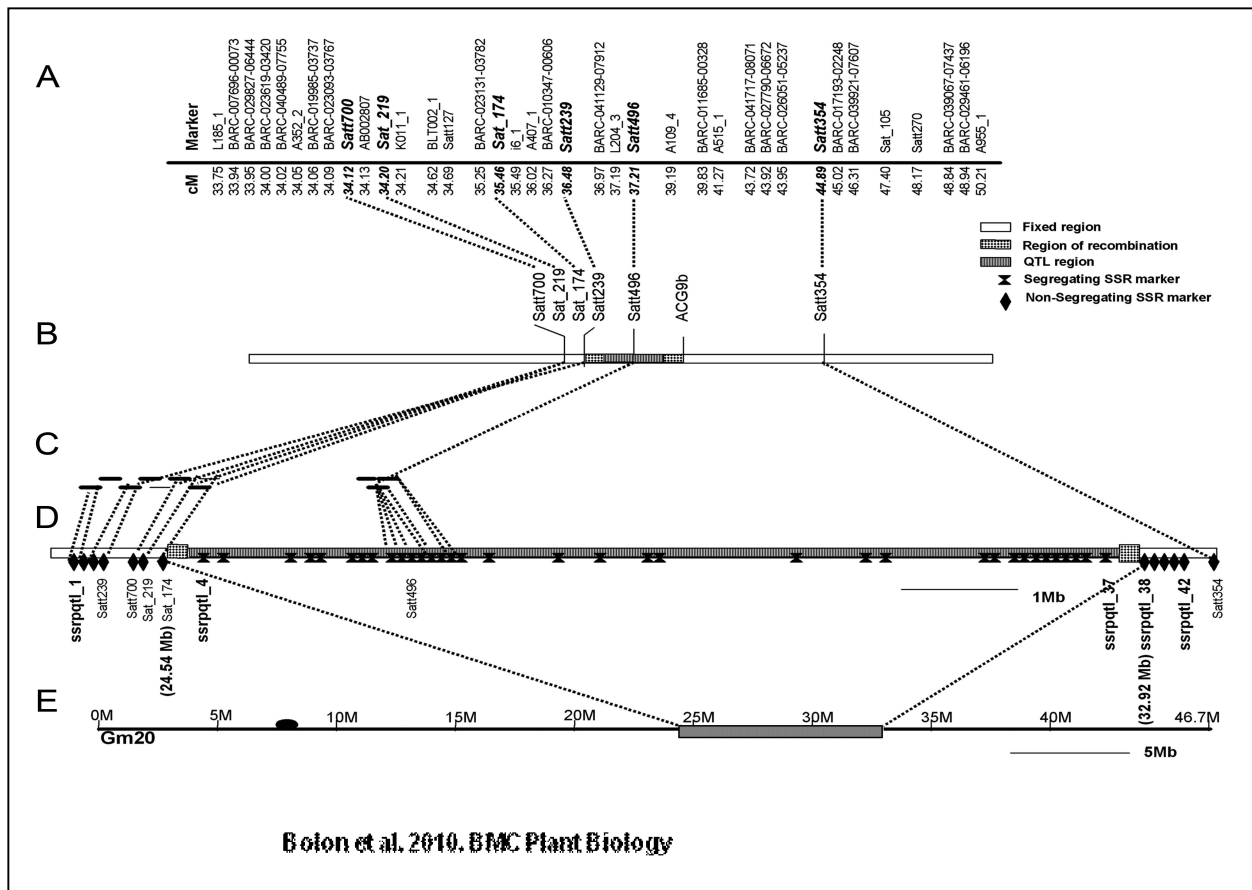 A
Marker
L185_1
BARC-007696-00073
BARC-029827-06444
BARC-023619-03420
BARC-040489-07755
A352_2
BARC-019985-03737
BARC-023093-03767
Satt700
AB002807
Sat_219
K011_1
BLT002_1
Satt127
BARC-023131-03782
Sat_174
i6_1
A407_1
BARC-010347-00606
Satt239
BARC-041129-07912
L204_3
Satt496
A109_4
BARC-011685-00328
A515_1
BARC-041717-08071
BARC-027790-06672
BARC-026051-05237
Satt354
BARC-017193-02248
BARC-039921-07607
Sat_105
Satt270
BARC-039067-07437
BARC-029461-06196
A955_1
cM
33.75
33.94
33.95
34.00
34.02
34.05
34.06
34.09
34.12
34.13
34.20
34.21
34.62
34.69
35.25
35.46
35.49
36.02
36.27
36.48
36.97
37.19
37.21
39.19
39.83
41.27
43.72
43.92
43.95
44.89
45.02
46.31
47.40
48.17
48.84
48.94
50.21
Fixed region
Region of recombination
QTL region
Segregating SSR marker
Non-Segregating SSR marker
B
Satt700
Sat_219
Sat_174
Satt239
Satt496
ACG9b
Satt354
C
D
ssrpqtl_1
Satt239
Satt700
Sat_219
(24.54 Mb) Sat_174
ssrpqtl_4
Satt496
1Mb
ssrpqtl_37
(32.92 Mb) ssrpqtl_38
ssrpqtl_42
Satt354
E
0M 5M 10M 15M 20M 25M 30M 35M 40M 46.7M
Gm20
5Mb
Bolon et al. 2010. BMC Plant Biology